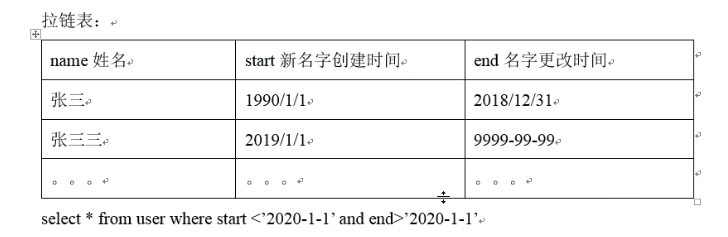 拉链表：
name 姓名 start 新名字创建时间 end 名字更改时间
张三 1990/1/1 2018/12/31
张三三 2019/1/1 9999-99-99
。。。 。。。 。。。
select * from user where start <’2020-1-1’ and end>’2020-1-1’